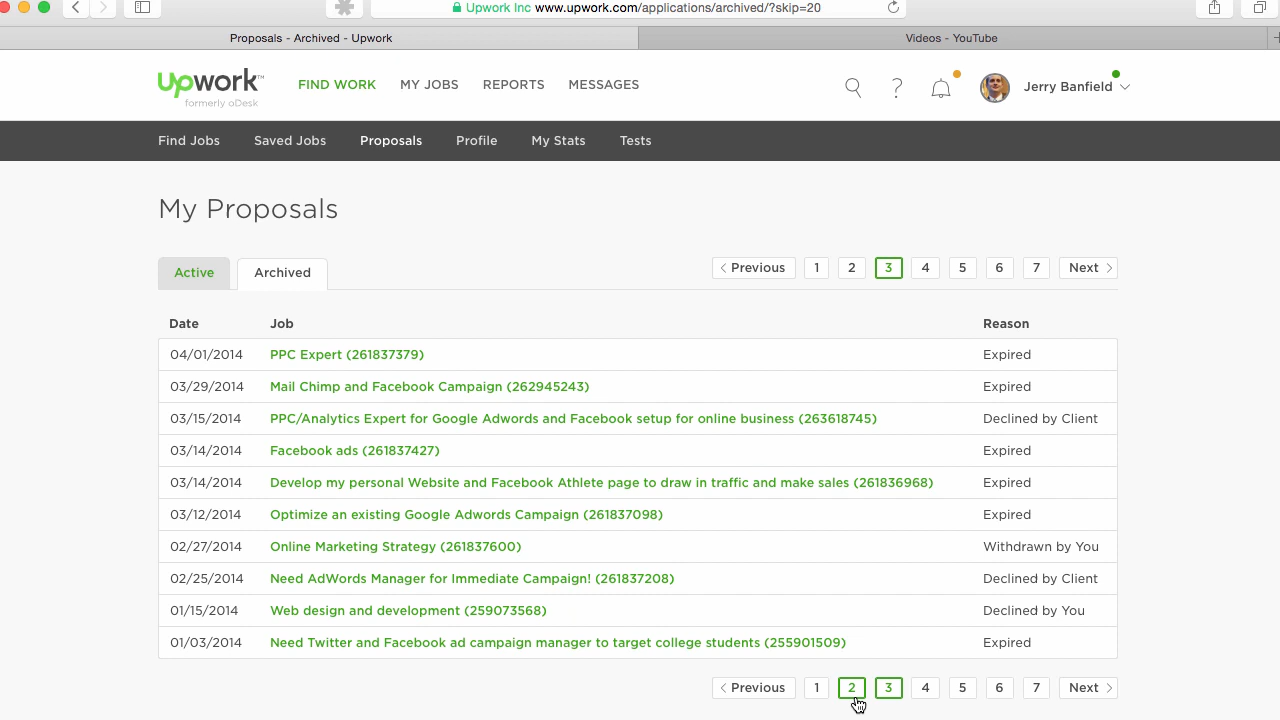 Upwork Inc www.upwork.com/applications/archived/?skip=20
Proposals - Archived - Upwork
Videos - YouTube
Upwork™
formerly oDesk
FIND WORK MY JOBS REPORTS MESSAGES
? Jerry Banfield
Find Jobs Saved Jobs Proposals Profile My Stats Tests
My Proposals
Active Archived
Previous 1 2 3 4 5 6 7 Next
Date Job Reason
04/01/2014 PPC Expert (261837379) Expired
03/29/2014 Mail Chimp and Facebook Campaign (262945243) Expired
03/15/2014 PPC/Analytics Expert for Google Adwords and Facebook setup for online business (263618745) Declined by Client
03/14/2014 Facebook ads (261837427) Expired
03/14/2014 Develop my personal Website and Facebook Athlete page to draw in traffic and make sales (261836968) Expired
03/12/2014 Optimize an existing Google Adwords Campaign (261837098) Expired
02/27/2014 Online Marketing Strategy (261837600) Withdrawn by You
02/25/2014 Need AdWords Manager for Immediate Campaign! (261837208) Declined by Client
01/15/2014 Web design and development (259073568) Declined by You
01/03/2014 Need Twitter and Facebook ad campaign manager to target college students (255901509) Expired
Previous 1 2 3 4 5 6 7 Next